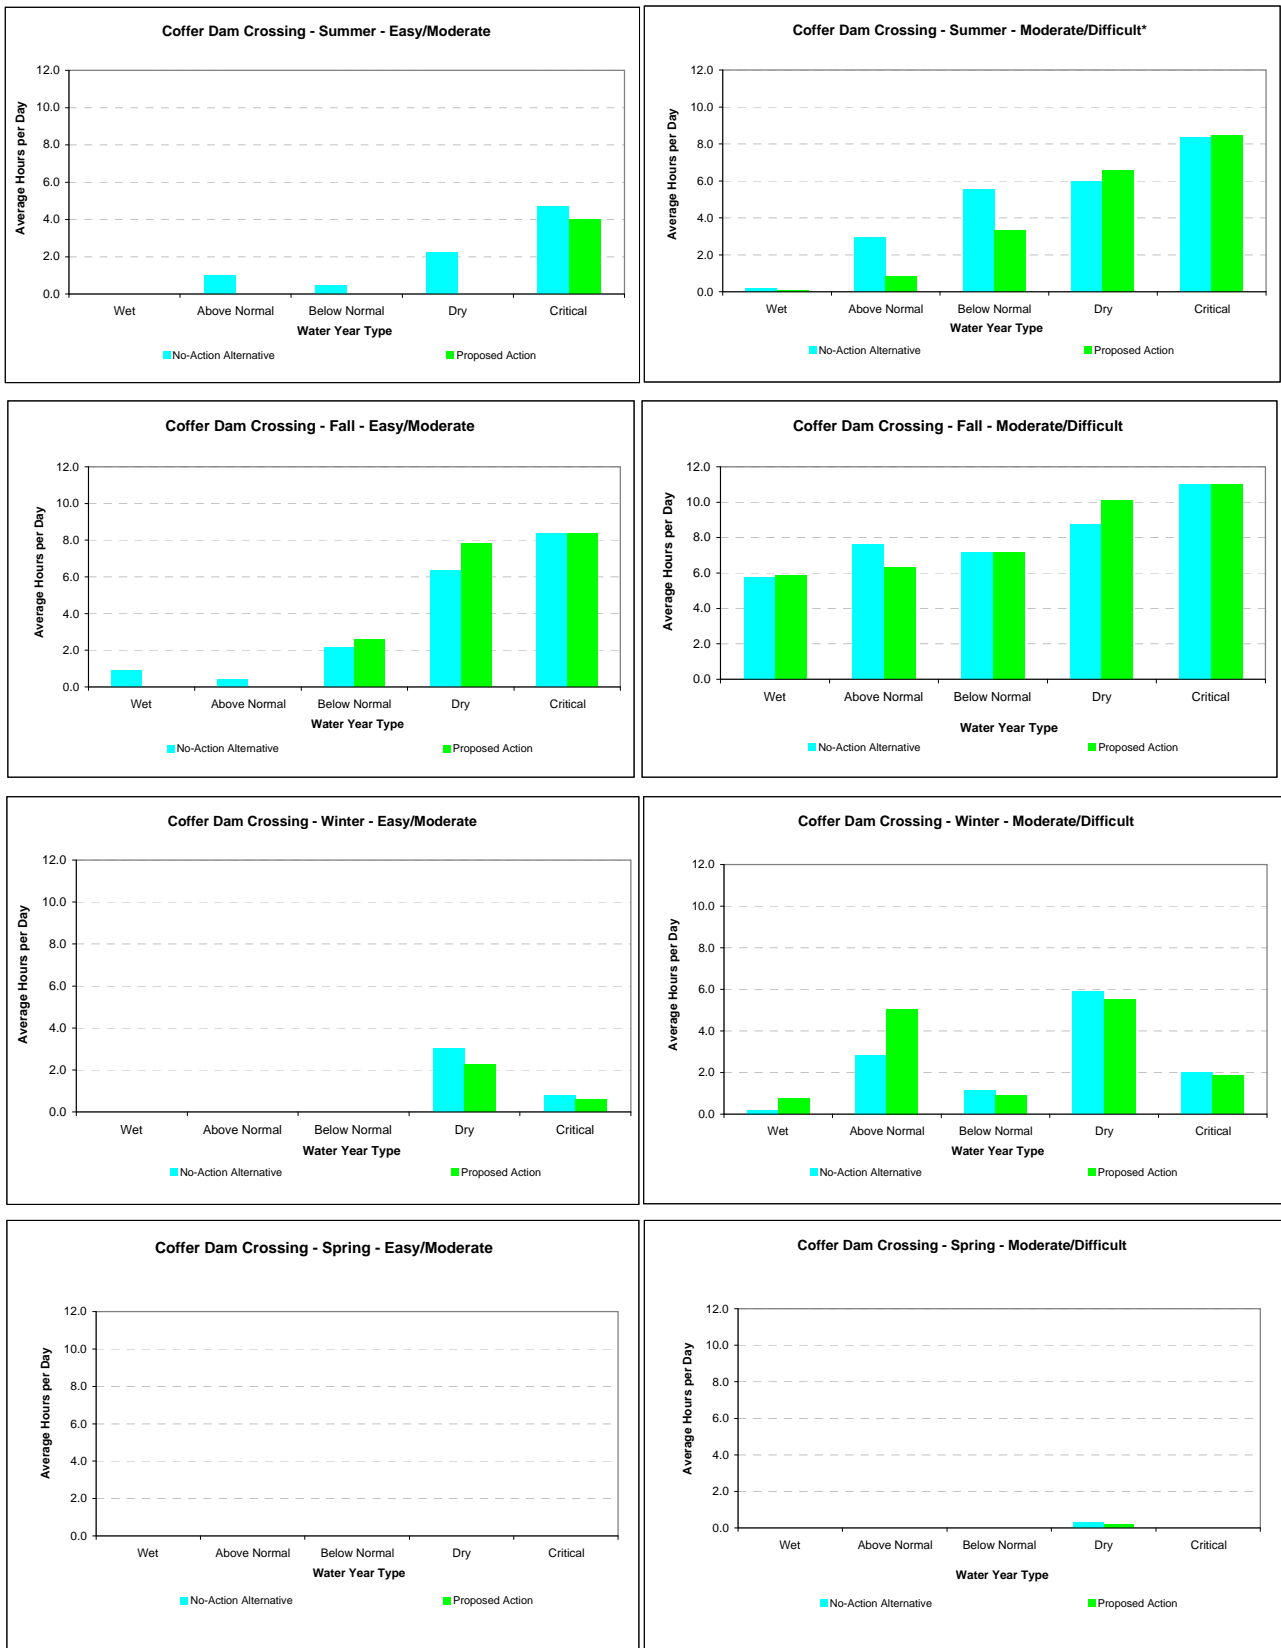 Coffer Dam Crossing - Summer - Easy/Moderate
12.0
10.0
8.0
6.0
4.0
2.0
0.0
Average Hours per Day
Wet Above Normal Below Normal Dry Critical
Water Year Type
No-Action Alternative Proposed Action
Coffer Dam Crossing - Summer - Moderate/Difficult*
12.0
10.0
8.0
6.0
4.0
2.0
0.0
Average Hours per Day
Wet Above Normal Below Normal Dry Critical
Water Year Type
No-Action Alternative Proposed Action
Coffer Dam Crossing - Fall - Easy/Moderate
12.0
10.0
8.0
6.0
4.0
2.0
0.0
Average Hours per Day
Wet Above Normal Below Normal Dry Critical
Water Year Type
No-Action Alternative Proposed Action
Coffer Dam Crossing - Fall - Moderate/Difficult
12.0
10.0
8.0
6.0
4.0
2.0
0.0
Average Hours per Day
Wet Above Normal Below Normal Dry Critical
Water Year Type
No-Action Alternative Proposed Action
Coffer Dam Crossing - Winter - Easy/Moderate
12.0
10.0
8.0
6.0
4.0
2.0
0.0
Average Hours per Day
Wet Above Normal Below Normal Dry Critical
Water Year Type
No-Action Alternative Proposed Action
Coffer Dam Crossing - Winter - Moderate/Difficult
12.0
10.0
8.0
6.0
4.0
2.0
0.0
Average Hours per Day
Wet Above Normal Below Normal Dry Critical
Water Year Type
No-Action Alternative Proposed Action
Coffer Dam Crossing - Spring - Easy/Moderate
12.0
10.0
8.0
6.0
4.0
2.0
0.0
Average Hours per Day
Wet Above Normal Below Normal Dry Critical
Water Year Type
No-Action Alternative Proposed Action
Coffer Dam Crossing - Spring - Moderate/Difficult
12.0
10.0
8.0
6.0
4.0
2.0
0.0
Average Hours per Day
Wet Above Normal Below Normal Dry Critical
Water Year Type
No-Action Alternative Proposed Action